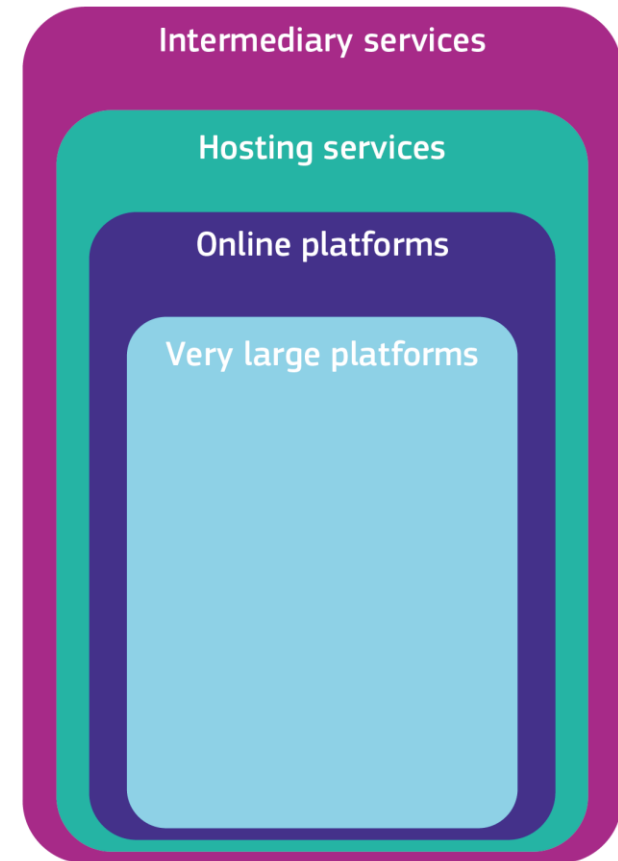 Intermediary services
Hosting services
Online platforms
Very large platforms